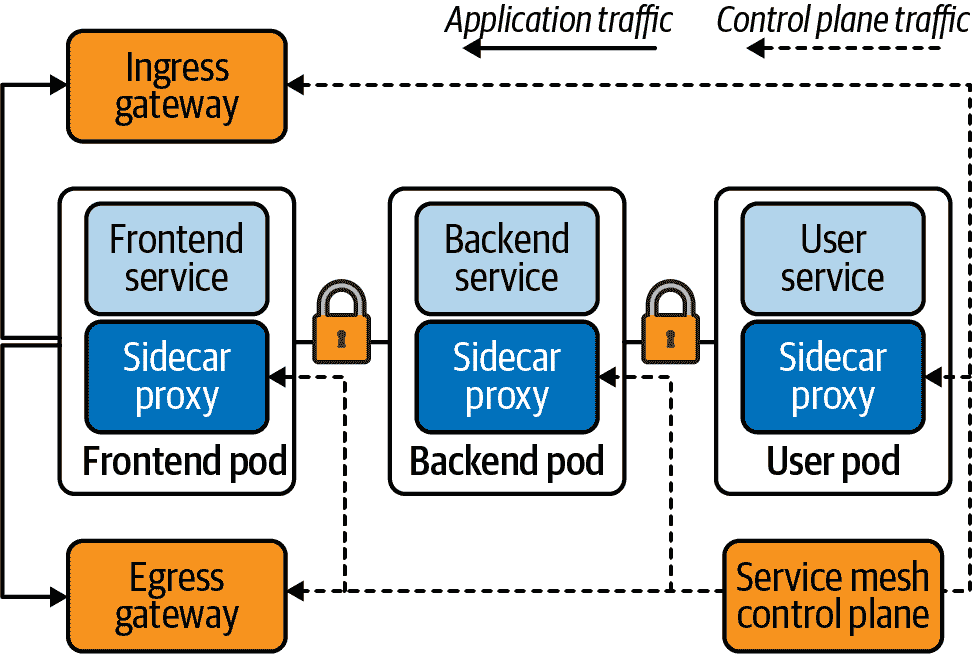 Application traffic
Control plane traffic
Ingress
gateway
Frontend
service
Backend
service
User
service
Sidecar
proxy
Sidecar
proxy
Sidecar
proxy
Frontend pod
Backend pod
User pod
Egress
gateway
Service mesh
control plane